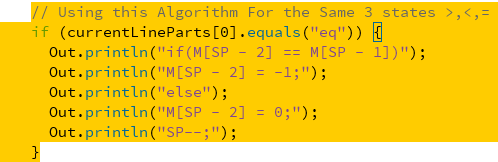 // Using this Algorithm For the Same 3 states >,<,=
if (currentLineParts[0].equals("eq")) {
Out.println("if(M[SP - 2] == M[SP - 1])");
Out.println("M[SP - 2] = -1;");
Out.println("else");
Out.println("M[SP - 2] = 0;");
Out.println("SP--;");
}